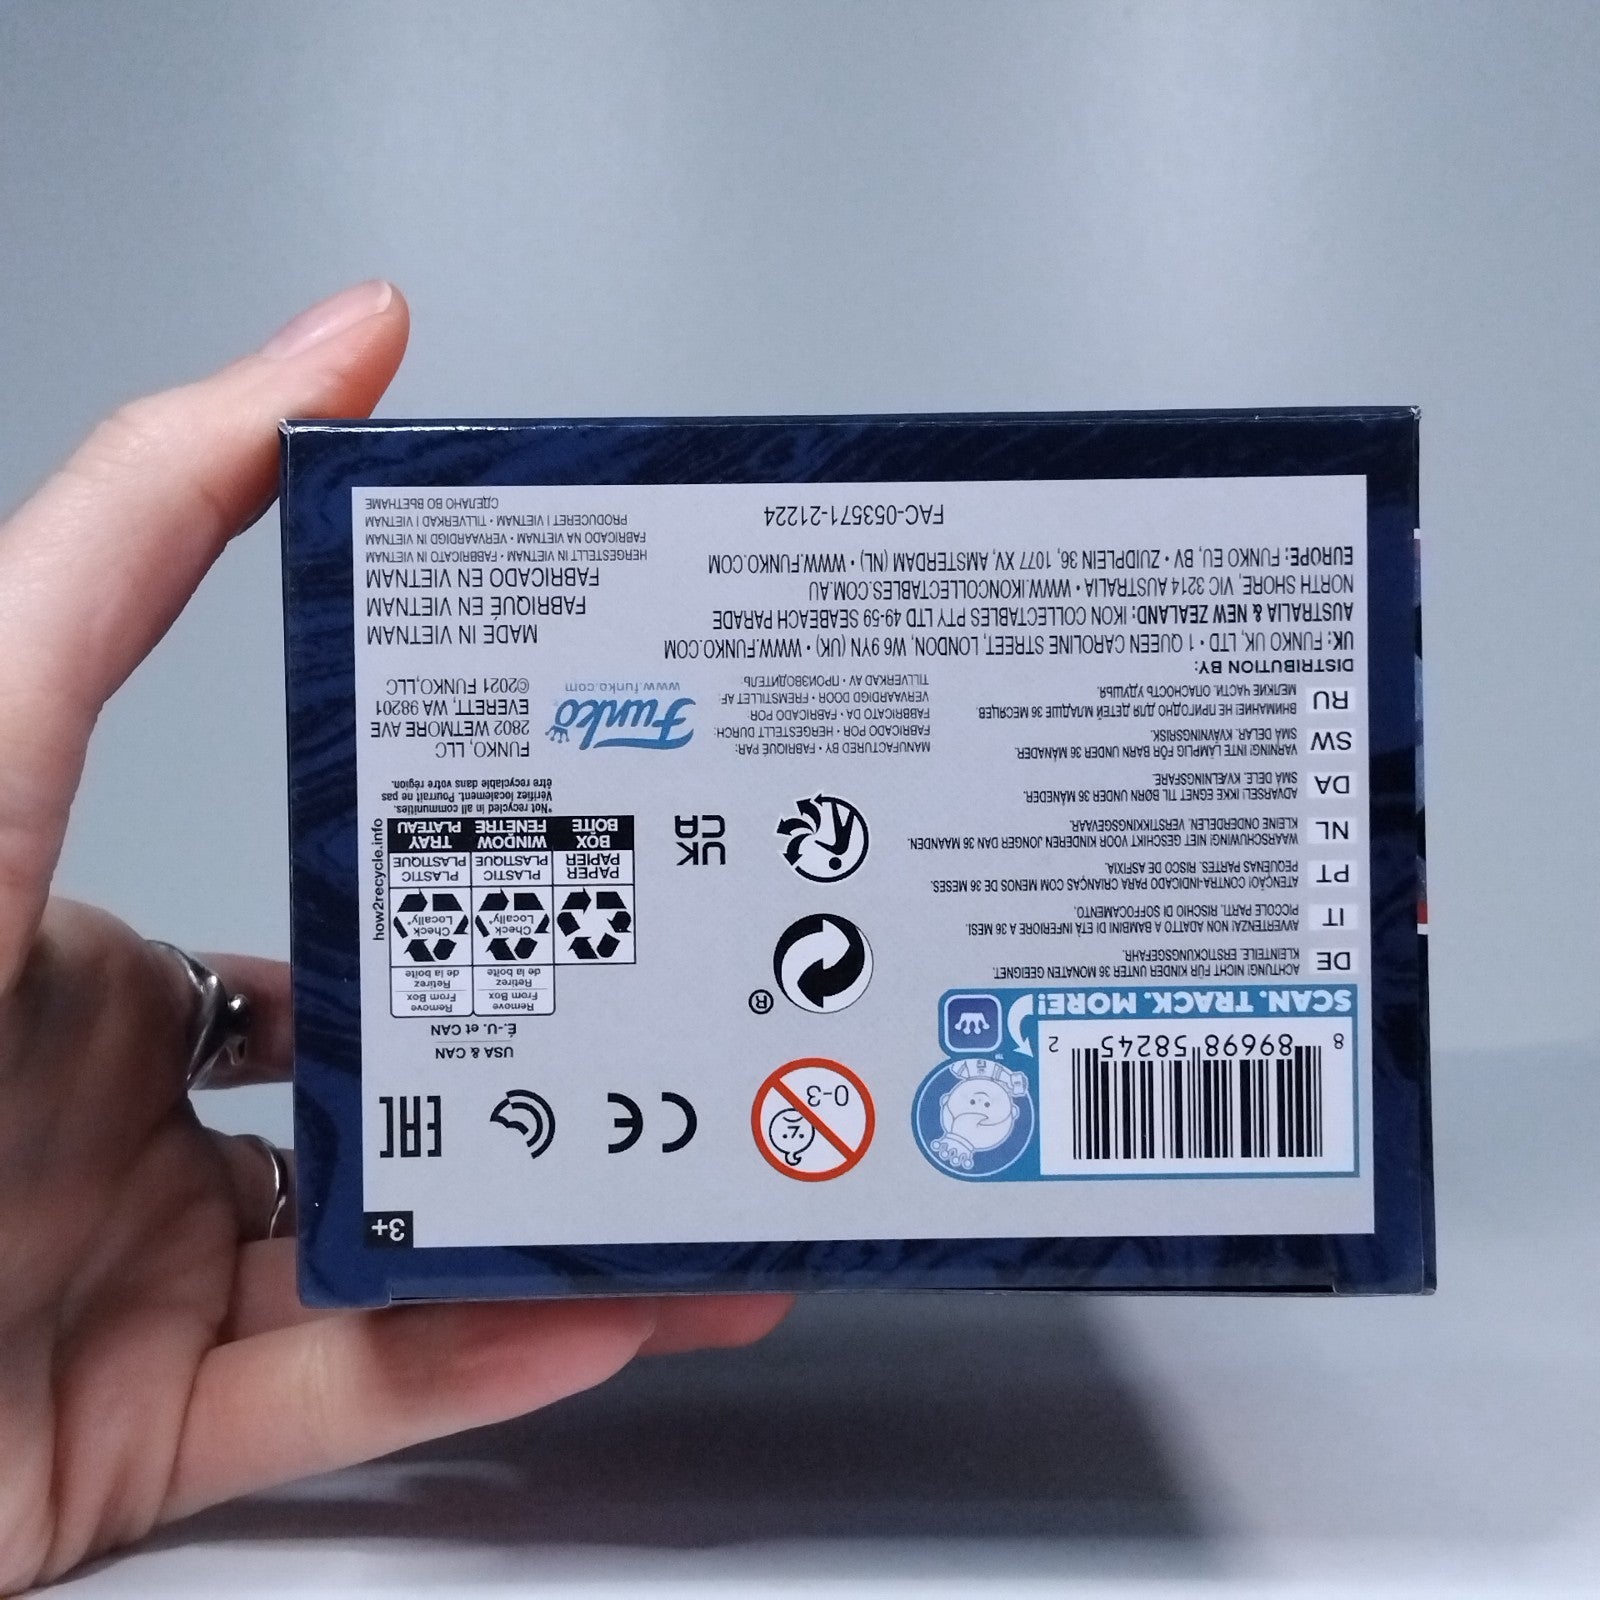 3+
8 89698 58245 2
SCAN. TRACK. MORE!
™
0-3
CE
EAC
USA & CAN
É.-U. et CAN
Remove
From Box
Retirez
de la boîte
Remove
From Box
Retirez
de la boîte
Check
Locally*
Check
Locally*
PAPER
PAPIER
BOX
BOÎTE
PLASTIC
PLASTIQUE
WINDOW
FENÊTRE
PLASTIC
PLASTIQUE
TRAY
PLATEAU
how2recycle.info
*Not recycled in all communities.
Vérifiez localement. Pourrait ne pas
être recyclable dans votre région.
®
UK
CA
DE
ACHTUNG! NICHT FÜR KINDER UNTER 36 MONATEN GEEIGNET.
KLEINTEILE. ERSTICKUNGSGEFAHR.
IT
AVVERTENZA! NON ADATTO A BAMBINI DI ETÀ INFERIORE A 36 MESI.
PICCOLE PARTI. RISCHIO DI SOFFOCAMENTO.
PT
ATENÇÃO! CONTRA-INDICADO PARA CRIANÇAS COM MENOS DE 36 MESES.
PEQUENAS PARTES. RISCO DE ASFIXIA.
NL
WAARSCHUWING! NIET GESCHIKT VOOR KINDEREN JONGER DAN 36 MAANDEN.
KLEINE ONDERDELEN. VERSTIKKINGSGEVAAR.
DA
ADVARSEL! IKKE EGNET TIL BØRN UNDER 36 MÅNEDER.
SMÅ DELE. KVÆLNINGSFARE.
SW
VARNING! INTE LÄMPLIG FÖR BARN UNDER 36 MÅNADER.
SMÅ DELAR. KVÄVNINGSRISK.
RU
ВНИМАНИЕ! НЕ ПРИГОДНО ДЛЯ ДЕТЕЙ МЛАДШЕ 36 МЕСЯЦЕВ.
МЕЛКИЕ ЧАСТИ. ОПАСНОСТЬ УДУШЬЯ.
MANUFACTURED BY • FABRIQUÉ PAR:
FABRICADO POR • HERGESTELLT DURCH:
FABBRICATO DA • FABRICADO POR:
VERVAARDIGD DOOR • FREMSTILLET AF
TILLVERKAD AV • ПРОИЗВОДИТЕЛЬ:
Funko
www.funko.com
FUNKO, LLC
2802 WETMORE AVE
EVERETT, WA 98201
©2021 FUNKO,LLC
DISTRIBUTION BY:
UK: FUNKO UK, LTD • 1 QUEEN CAROLINE STREET, LONDON, W6 9YN (UK) • WWW.FUNKO.COM
AUSTRALIA & NEW ZEALAND: IKON COLLECTABLES PTY LTD 49-59 SEABEACH PARADE
NORTH SHORE, VIC 3214 AUSTRALIA • WWW.IKONCOLLECTABLES.COM.AU
EUROPE: FUNKO EU, BV • ZUIDPLEIN 36, 1077 XV, AMSTERDAM (NL) • WWW.FUNKO.COM
FAC-053571-21224
MADE IN VIETNAM
FABRIQUÉ EN VIETNAM
FABRICADO EN VIETNAM
HERGESTELLT IN VIETNAM • FABBRICATO IN VIETNAM
FABRICADO NA VIETNAM • VERVAARDIGD IN VIETNAM
PRODUCERET I VIETNAM • TILLVERKAD I VIETNAM
СДЕЛАНО ВО ВЬЕТНАМЕ